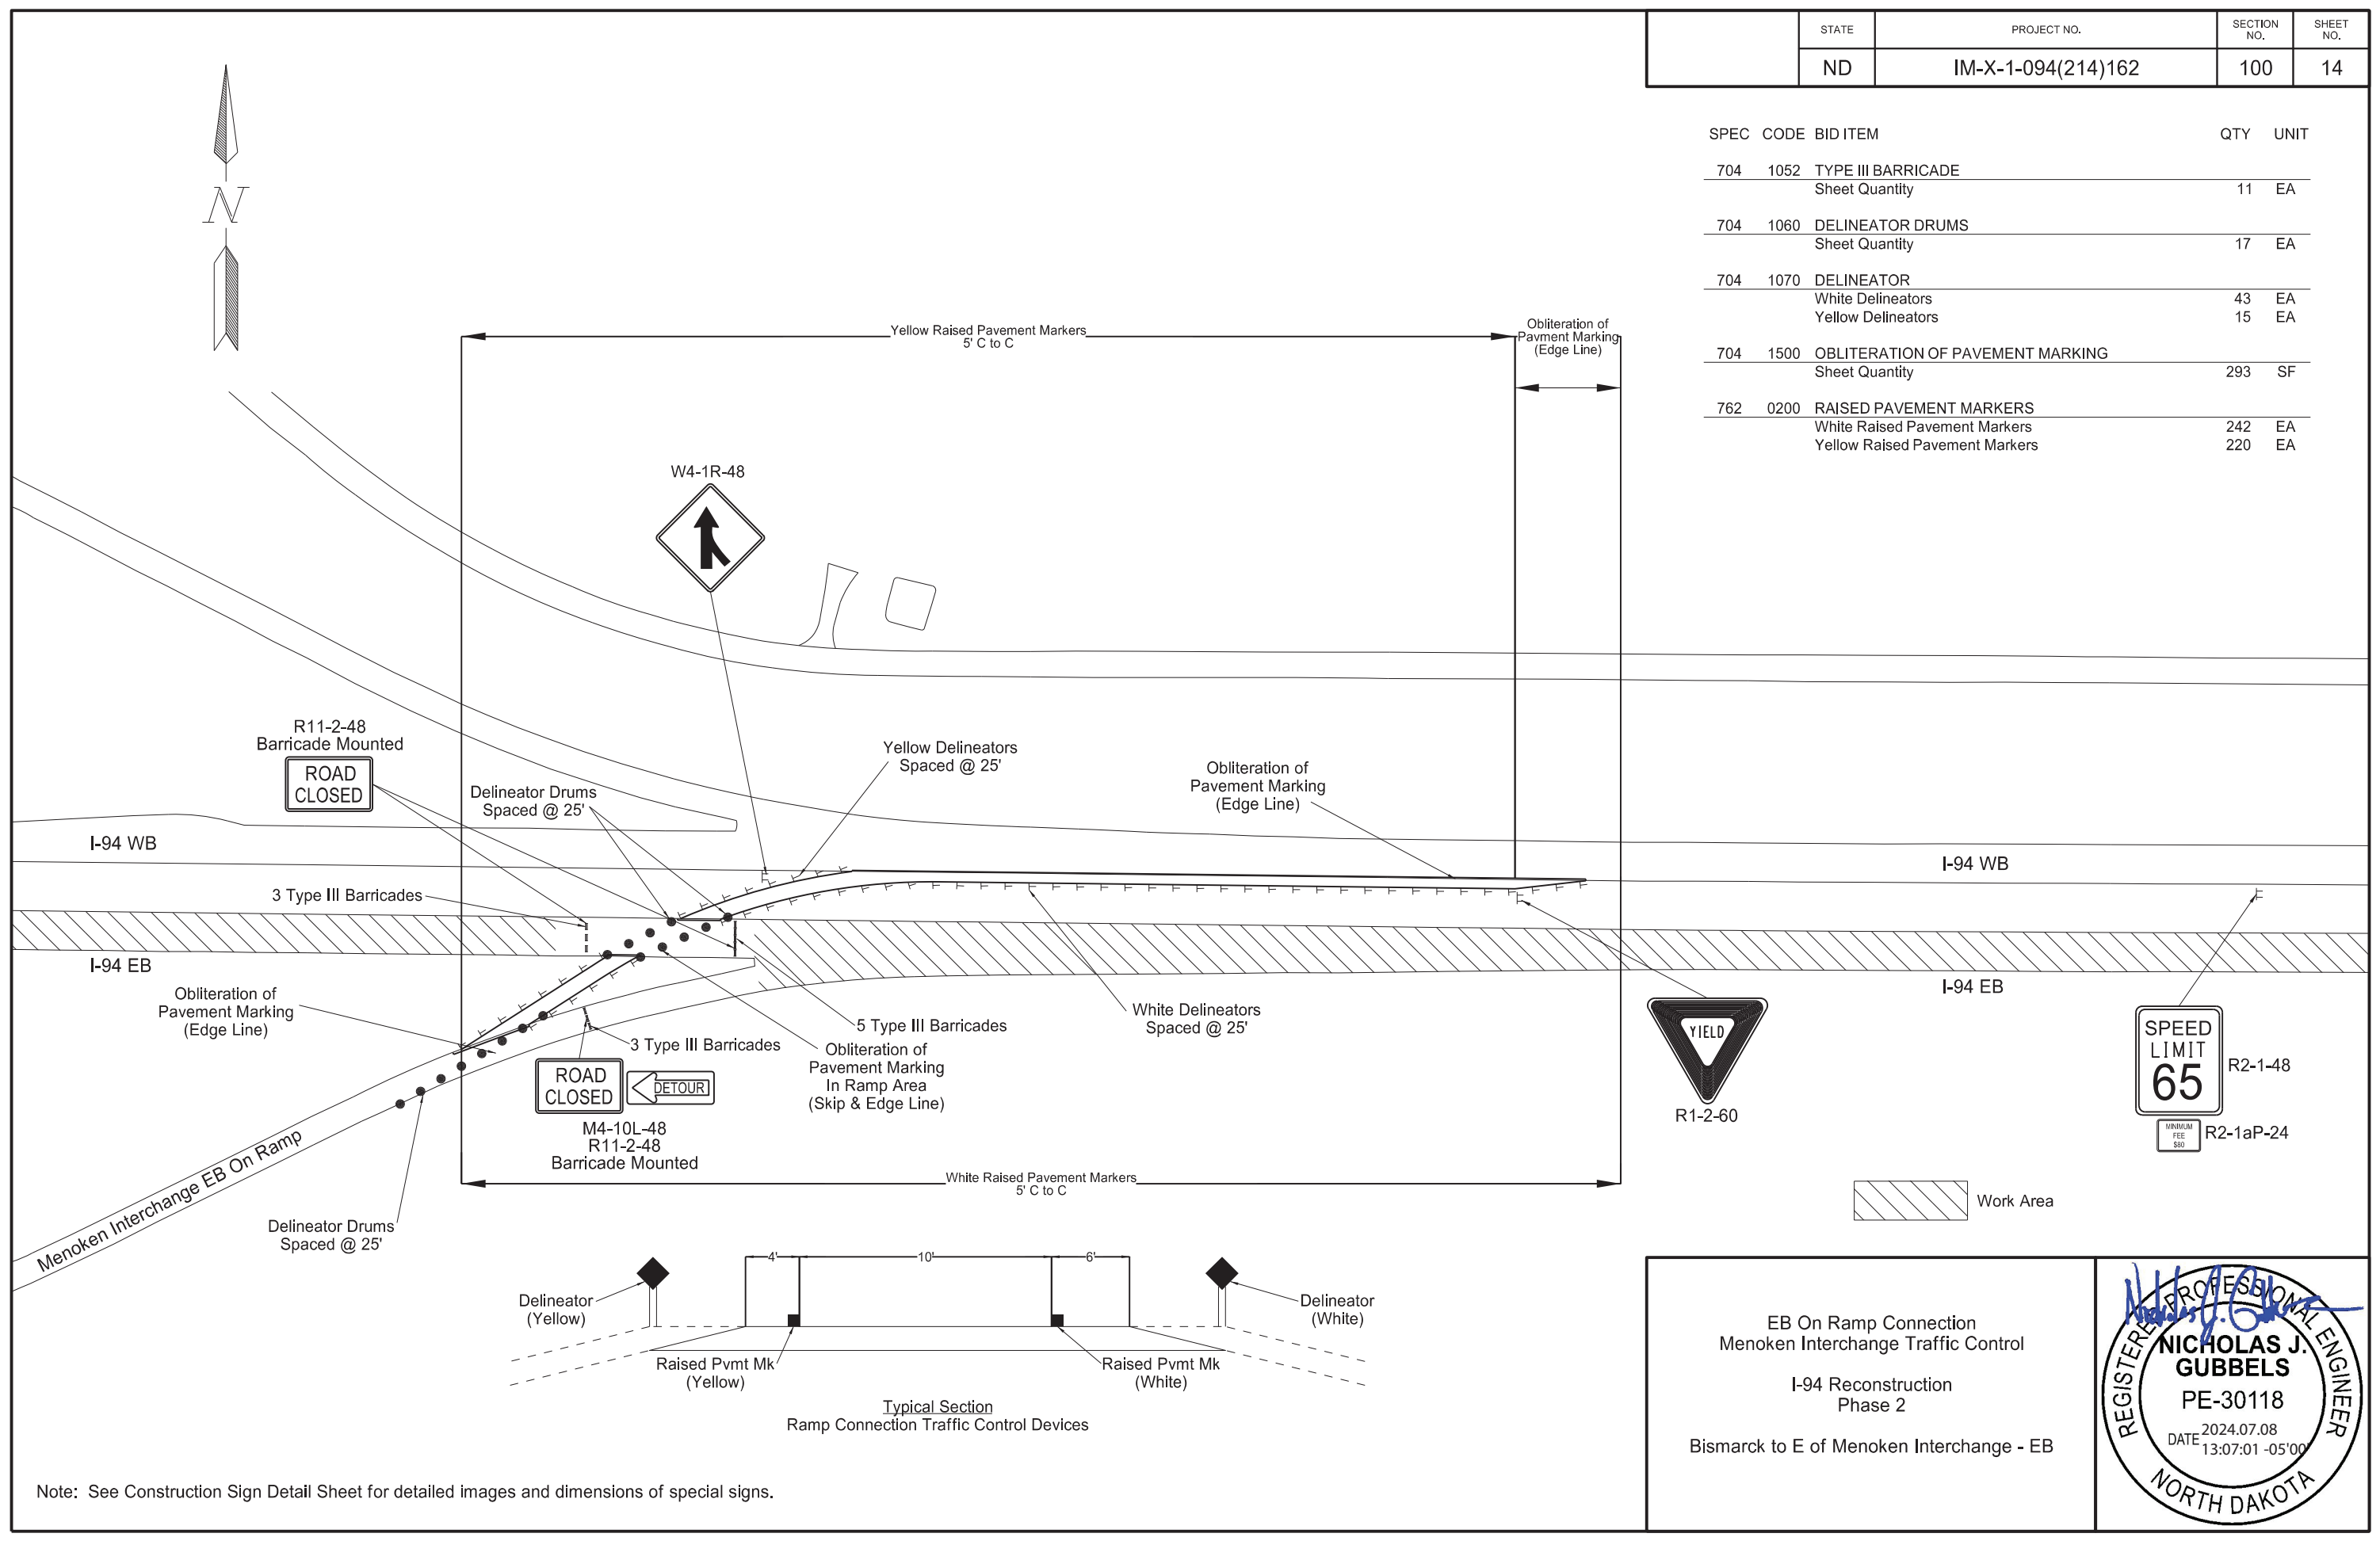 STATE
PROJECT NO.
SECTION
NO.
SHEET
NO.
ND
IM-X-1-094(214)162
100
14
SPEC CODE BID ITEM QTY UNIT
704 1052 TYPE III BARRICADE
Sheet Quantity 11 EA
704 1060 DELINEATOR DRUMS
Sheet Quantity 17 EA
704 1070 DELINEATOR
White Delineators 43 EA
Yellow Delineators 15 EA
704 1500 OBLITERATION OF PAVEMENT MARKING
Sheet Quantity 293 SF
762 0200 RAISED PAVEMENT MARKERS
White Raised Pavement Markers 242 EA
Yellow Raised Pavement Markers 220 EA
N
Yellow Raised Pavement Markers
5' C to C
Obliteration of
Pavment Marking
(Edge Line)
W4-1R-48
R11-2-48
Barricade Mounted
ROAD
CLOSED
Delineator Drums
Spaced @ 25'
Yellow Delineators
Spaced @ 25'
Obliteration of
Pavement Marking
(Edge Line)
I-94 WB
I-94 WB
3 Type III Barricades
I-94 EB
I-94 EB
Obliteration of
Pavement Marking
(Edge Line)
5 Type III Barricades
3 Type III Barricades
White Delineators
Spaced @ 25'
Obliteration of
Pavement Marking
In Ramp Area
(Skip & Edge Line)
ROAD
CLOSED
DETOUR
M4-10L-48
R11-2-48
Barricade Mounted
YIELD
R1-2-60
SPEED
LIMIT
65
R2-1-48
MINIMUM
FEE
$80
R2-1aP-24
Menoken Interchange EB On Ramp
White Raised Pavement Markers
5' C to C
Work Area
Delineator Drums
Spaced @ 25'
4'
10'
6'
Delineator
(Yellow)
Delineator
(White)
Raised Pvmt Mk
(Yellow)
Raised Pvmt Mk
(White)
Typical Section
Ramp Connection Traffic Control Devices
Note: See Construction Sign Detail Sheet for detailed images and dimensions of special signs.
EB On Ramp Connection
Menoken Interchange Traffic Control
I-94 Reconstruction
Phase 2
Bismarck to E of Menoken Interchange - EB
REGISTERED PROFESSIONAL ENGINEER
Nicholas J. Gubbels
NICHOLAS J.
GUBBELS
PE-30118
DATE 2024.07.08
13:07:01 -05'00'
NORTH DAKOTA